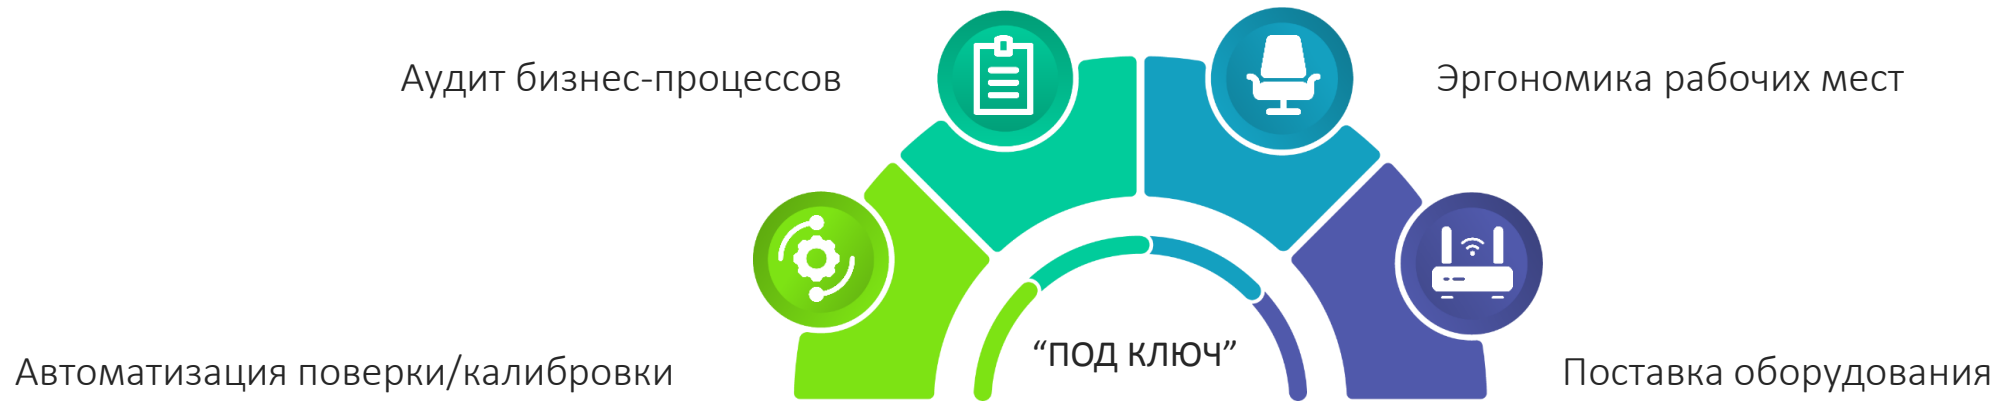 Аудит бизнес-процессов
Эргономика рабочих мест
“ПОД КЛЮЧ”
Автоматизация поверки/калибровки
Поставка оборудования